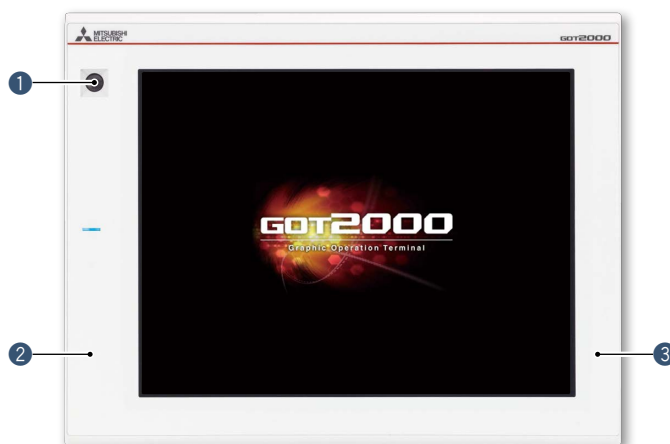 MITSUBISHI
ELECTRIC
GOT2000
1
GOT2000
Graphic Operation Terminal
2
3